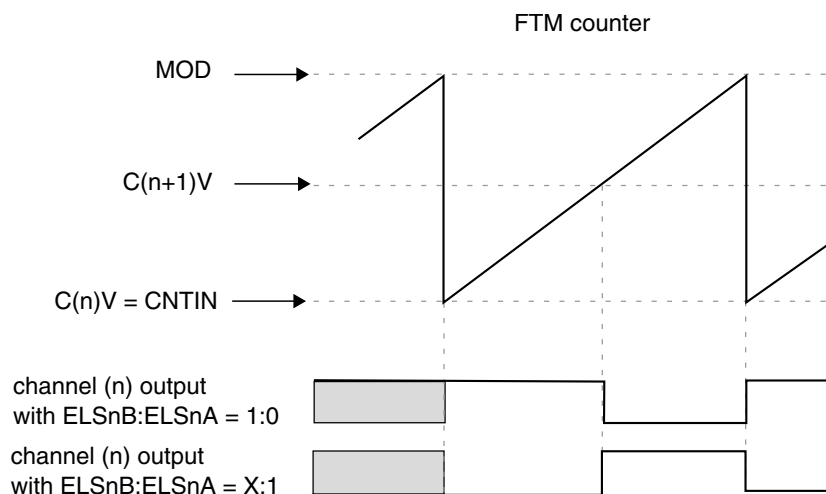 FTM counter
MOD
C(n+1)V
C(n)V = CNTIN
channel (n) output
with ELSnB:ELSnA = 1:0
channel (n) output
with ELSnB:ELSnA = X:1